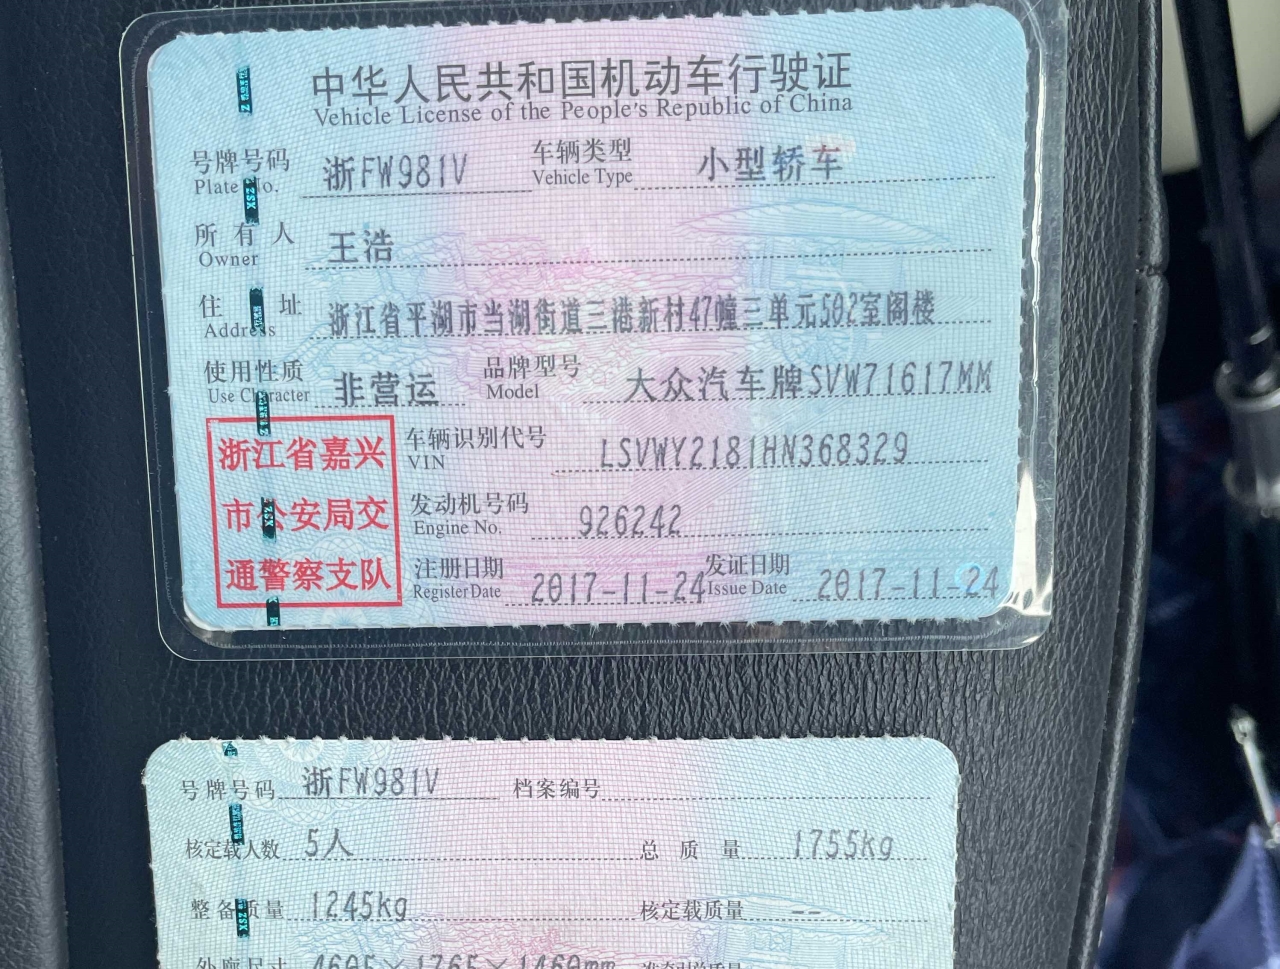 中华人民共和国机动车行驶证
Vehicle License of the People's Republic of China
号牌号码 浙FW981V 车辆类型 小型轿车
Plate No. Vehicle Type
所有人 王浩
Owner
住址 浙江省平湖市当湖街道三港新村47幢三单元502室阁楼
Address
使用性质 非营运 品牌型号 大众汽车牌SVW71617MM
Use Character Model
浙江省嘉兴
市公安局交
通警察支队
车辆识别代号 LSVWY2181HN368329
VIN
发动机号码 926242
Engine No.
注册日期 2017-11-24 发证日期 2017-11-24
Register Date Issue Date
号牌号码 浙FW981V 档案编号
核定载人数 5人 总质量 1755kg
整备质量 1245kg 核定载质量 --
外廓尺寸 4605×1765×1460mm